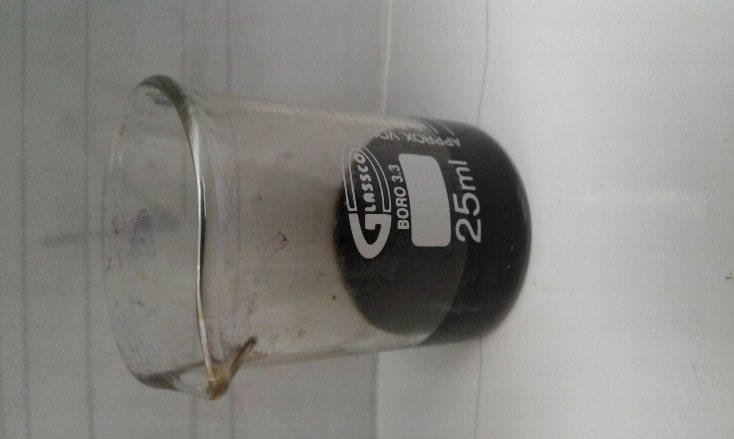 GLASSCO
BORO 3.3
25ml
APPROX. VO